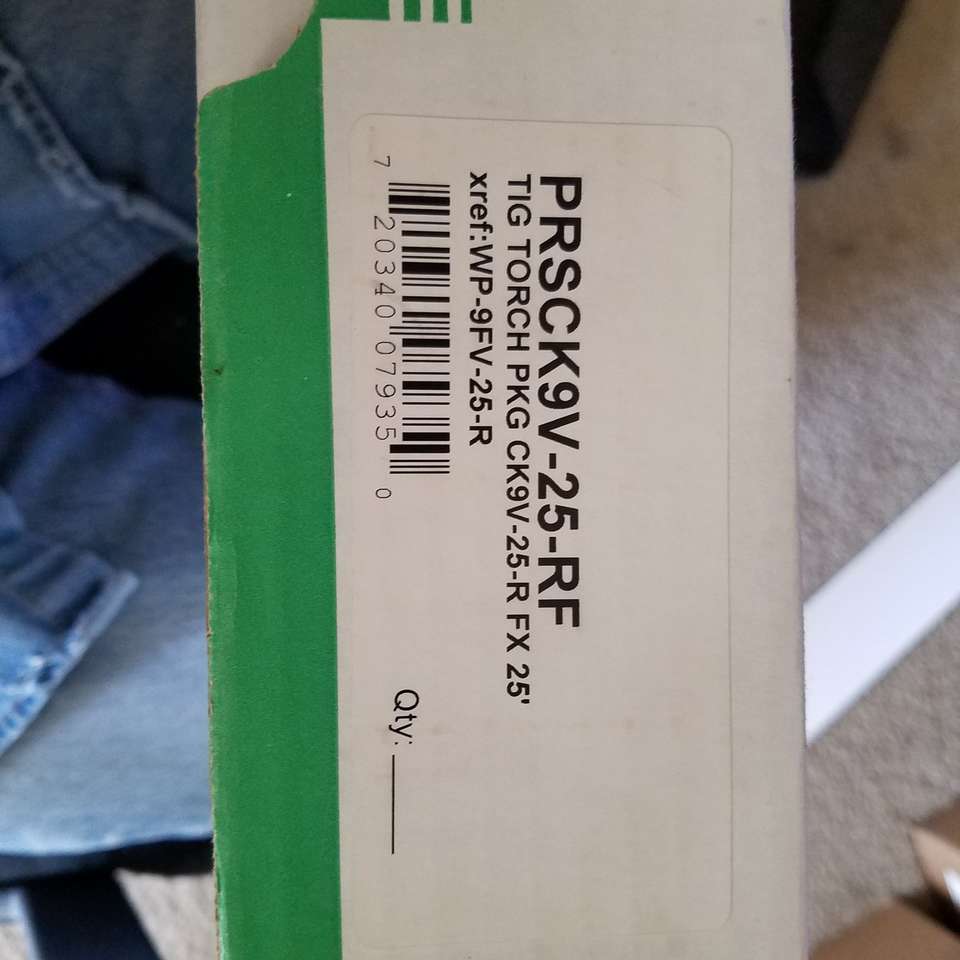 PRSCK9V-25-RF
TIG TORCH PKG CK9V-25-R FX 25'
xref:WP-9FV-25-R
7 20340 07935 0
Qty: